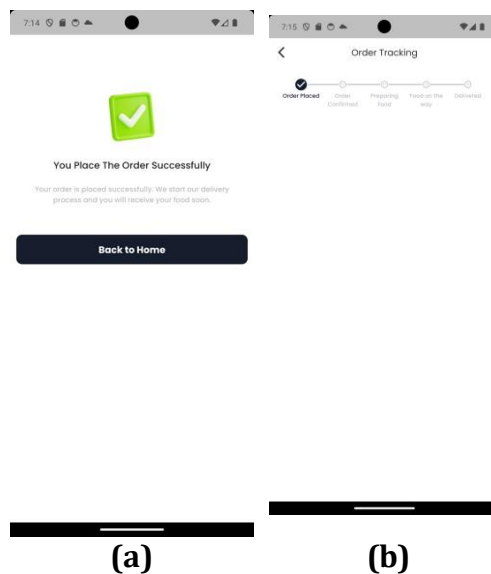 7:14
You Place The Order Successfully
Your order is placed successfully. We start our delivery
process and you will receive your food soon.
Back to Home
(a)
7:15
Order Tracking
Order Placed
Order
Confirmed
Preparing
Food
Food on the
way
Delivered
(b)